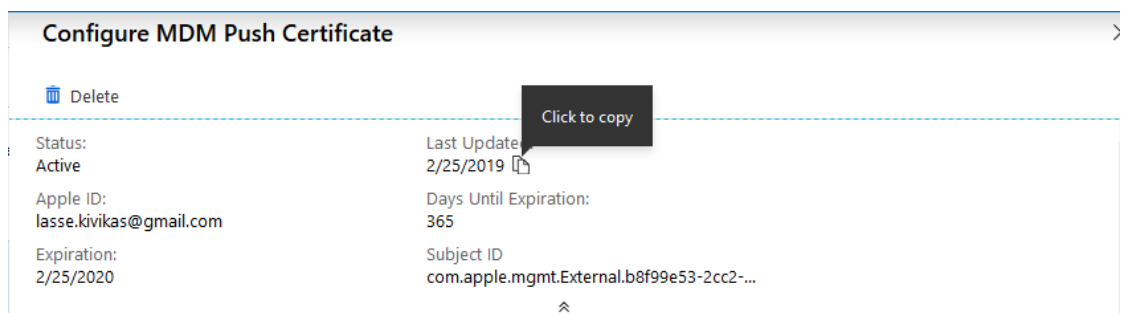 Configure MDM Push Certificate
Delete
Click to copy
Status:
Active
Last Update
2/25/2019
Apple ID:
lasse.kivikas@gmail.com
Days Until Expiration:
365
Expiration:
2/25/2020
Subject ID
com.apple.mgmt.External.b8f99e53-2cc2-...